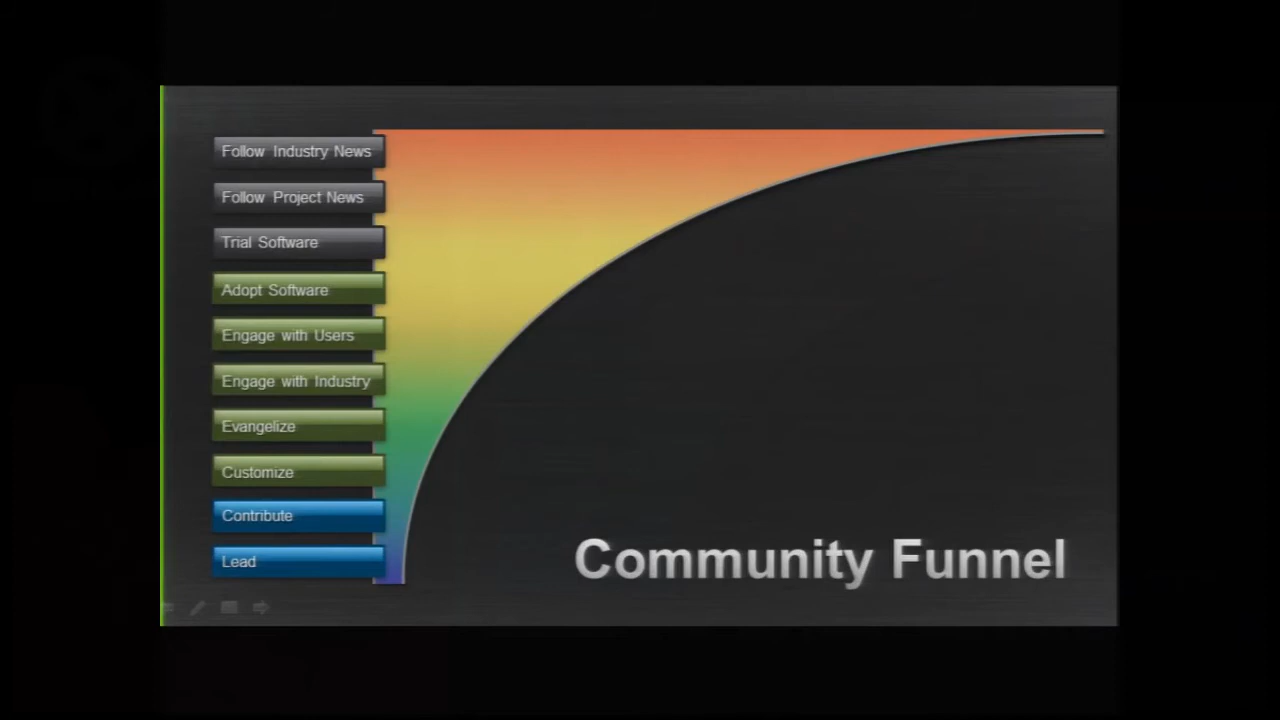 Follow Industry News
Follow Project News
Trial Software
Adopt Software
Engage with Users
Engage with Industry
Evangelize
Customize
Contribute
Lead
Community Funnel